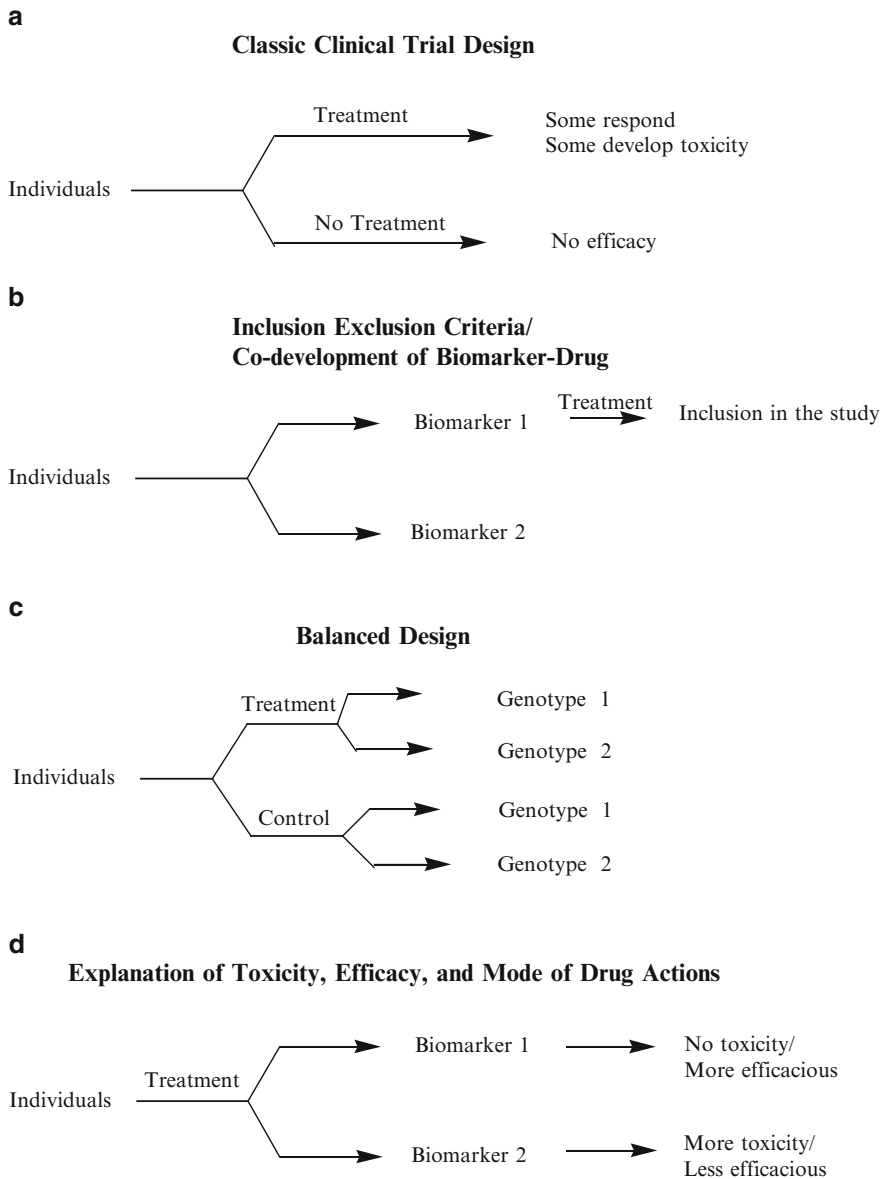 a
Classic Clinical Trial Design
Treatment
Some respond
Some develop toxicity
Individuals
No Treatment
No efficacy
b
Inclusion Exclusion Criteria/
Co-development of Biomarker-Drug
Treatment
Biomarker 1
Inclusion in the study
Individuals
Biomarker 2
c
Balanced Design
Treatment
Genotype 1
Genotype 2
Individuals
Control
Genotype 1
Genotype 2
d
Explanation of Toxicity, Efficacy, and Mode of Drug Actions
Biomarker 1
No toxicity/
More efficacious
Treatment
Individuals
Biomarker 2
More toxicity/
Less efficacious